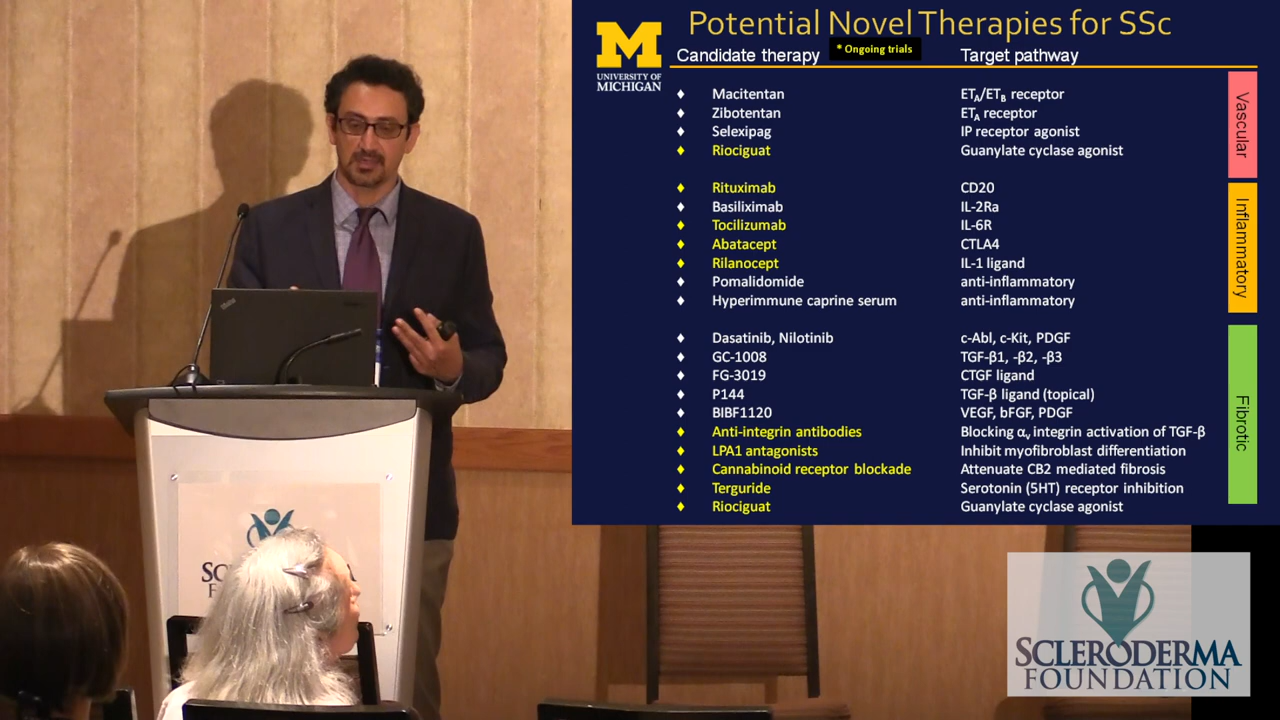 Potential Novel Therapies for SSc
M
UNIVERSITY OF
MICHIGAN
Candidate therapy * Ongoing trials Target pathway
♦ Macitentan ET_A/ET_B receptor
♦ Zibotentan ET_A receptor
♦ Selexipag IP receptor agonist
♦ Riociguat Guanylate cyclase agonist
Vascular
♦ Rituximab CD20
♦ Basiliximab IL-2Ra
♦ Tocilizumab IL-6R
♦ Abatacept CTLA4
♦ Rilanocept IL-1 ligand
♦ Pomalidomide anti-inflammatory
♦ Hyperimmune caprine serum anti-inflammatory
Inflammatory
♦ Dasatinib, Nilotinib c-Abl, c-Kit, PDGF
♦ GC-1008 TGF-β1, -β2, -β3
♦ FG-3019 CTGF ligand
♦ P144 TGF-β ligand (topical)
♦ BIBF1120 VEGF, bFGF, PDGF
♦ Anti-integrin antibodies Blocking αᵥ integrin activation of TGF-β
♦ LPA1 antagonists Inhibit myofibroblast differentiation
♦ Cannabinoid receptor blockade Attenuate CB2 mediated fibrosis
♦ Terguride Serotonin (5HT) receptor inhibition
♦ Riociguat Guanylate cyclase agonist
Fibrotic
SCLERODERMA
FOUNDATION